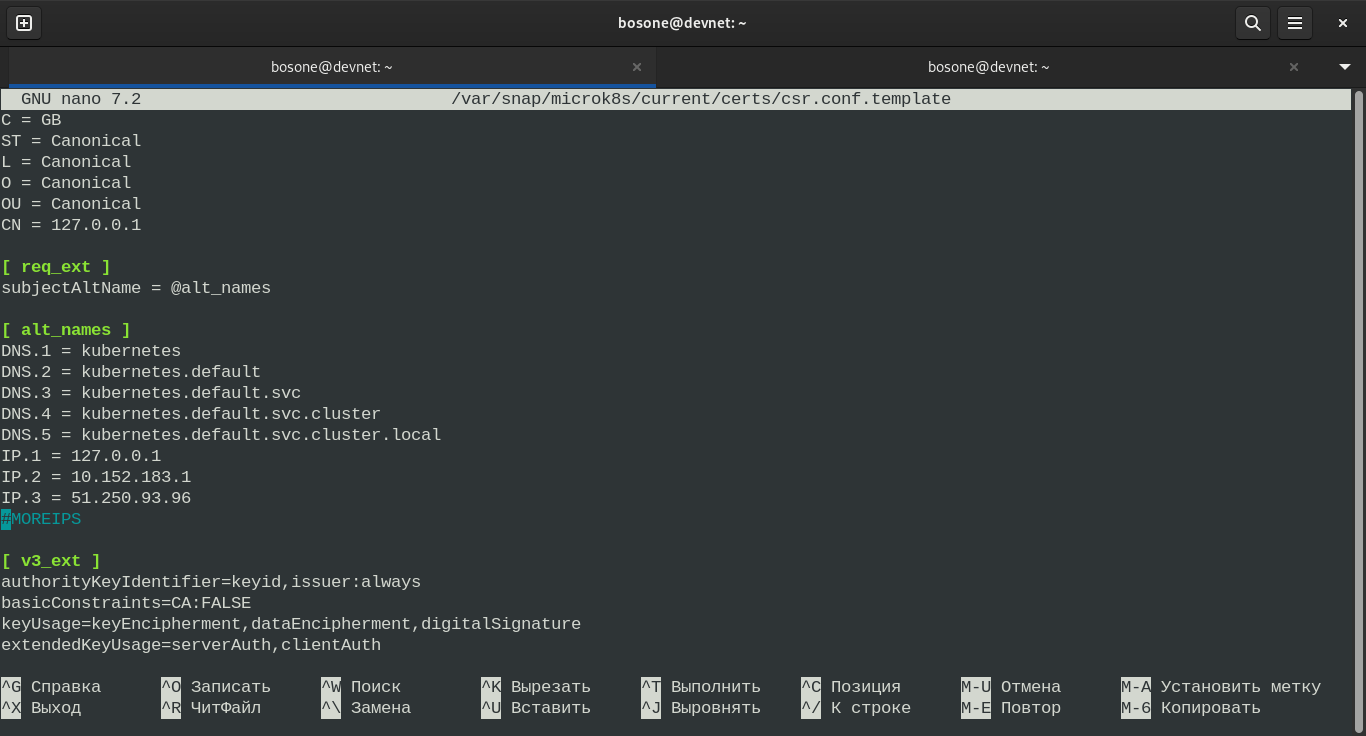 bosone@devnet: ~
bosone@devnet: ~
bosone@devnet: ~
GNU nano 7.2 /var/snap/microk8s/current/certs/csr.conf.template
C = GB
ST = Canonical
L = Canonical
O = Canonical
OU = Canonical
CN = 127.0.0.1
[ req_ext ]
subjectAltName = @alt_names
[ alt_names ]
DNS.1 = kubernetes
DNS.2 = kubernetes.default
DNS.3 = kubernetes.default.svc
DNS.4 = kubernetes.default.svc.cluster
DNS.5 = kubernetes.default.svc.cluster.local
IP.1 = 127.0.0.1
IP.2 = 10.152.183.1
IP.3 = 51.250.93.96
#MOREIPS
[ v3_ext ]
authorityKeyIdentifier=keyid,issuer:always
basicConstraints=CA:FALSE
keyUsage=keyEncipherment,dataEncipherment,digitalSignature
extendedKeyUsage=serverAuth,clientAuth
^G Справка ^O Записать ^W Поиск ^K Вырезать ^T Выполнить ^C Позиция M-U Отмена M-A Установить метку
^X Выход ^R ЧитФайл ^\ Замена ^U Вставить ^J Выровнять ^/ К строке M-E Повтор M-6 Копировать